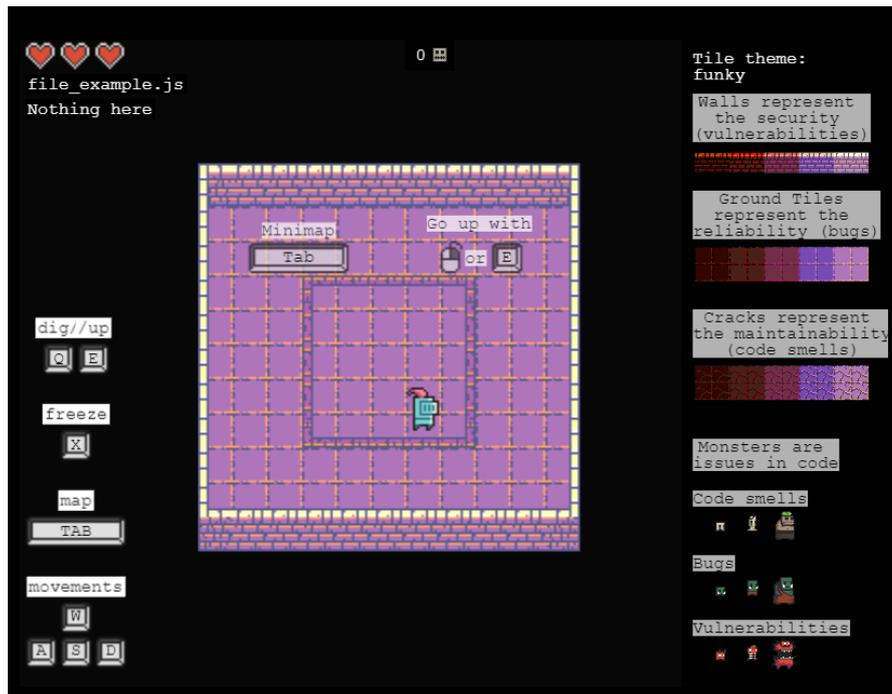 file_example.js
Nothing here
0
Tile theme:
funky
Walls represent
the security
(vulnerabilities)
Ground Tiles
represent the
reliability (bugs)
Cracks represent
the maintainability
(code smells)
Monsters are
issues in code
Code smells
Bugs
Vulnerabilities
Minimap
Tab
Go up with
or E
dig//up
Q E
freeze
X
map
TAB
movements
W
A S D